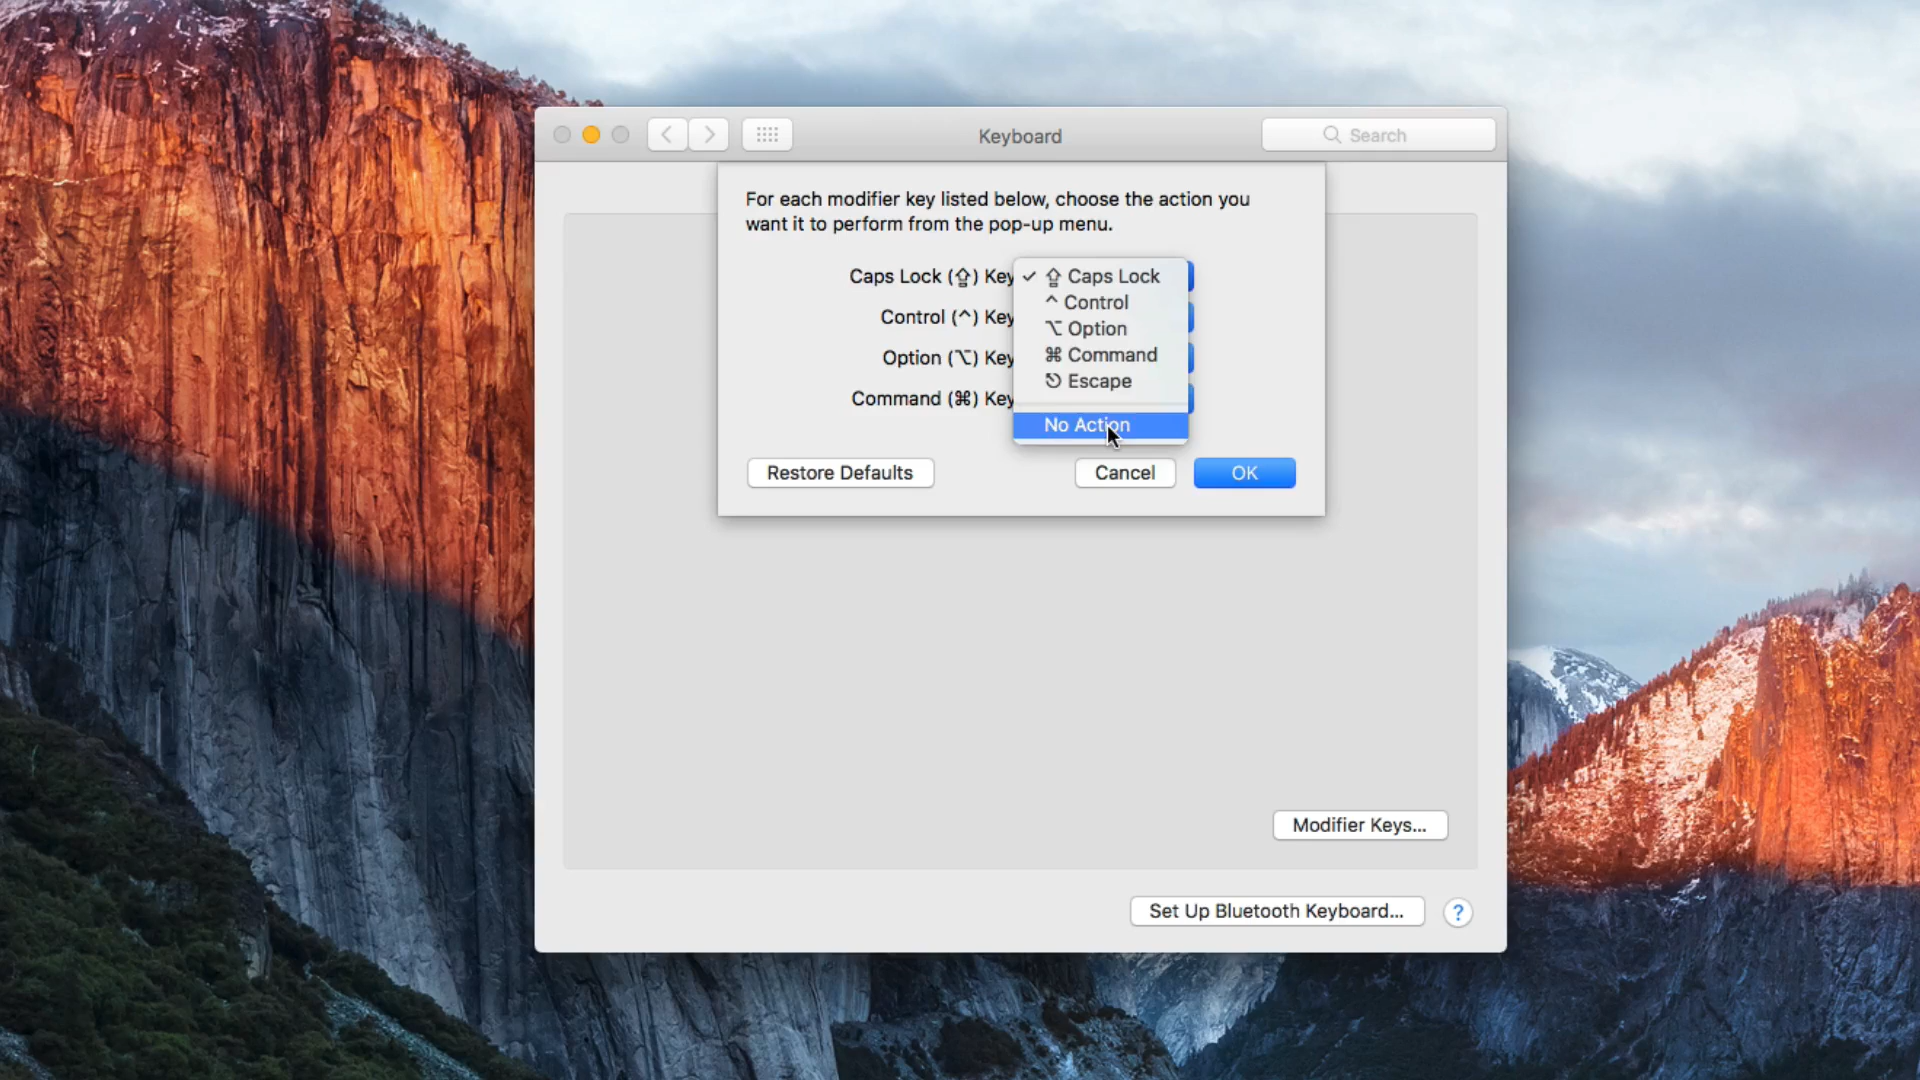 Keyboard
Search
For each modifier key listed below, choose the action you
want it to perform from the pop-up menu.
Caps Lock (⇪) Key
✓ ⇪ Caps Lock
^ Control
Control (^) Key
⌥ Option
Option (⌥) Key
⌘ Command
⎋ Escape
Command (⌘) Key
No Action
Restore Defaults
Cancel
OK
Modifier Keys...
Set Up Bluetooth Keyboard...
?